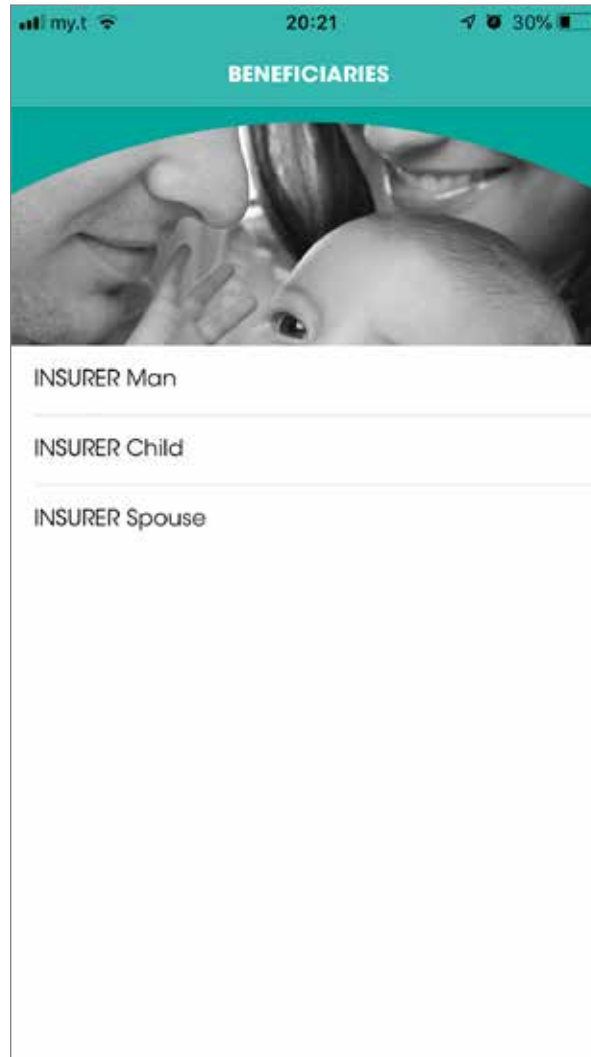 my.t 20:21 30%
BENEFICIARIES
INSURER Man
INSURER Child
INSURER Spouse